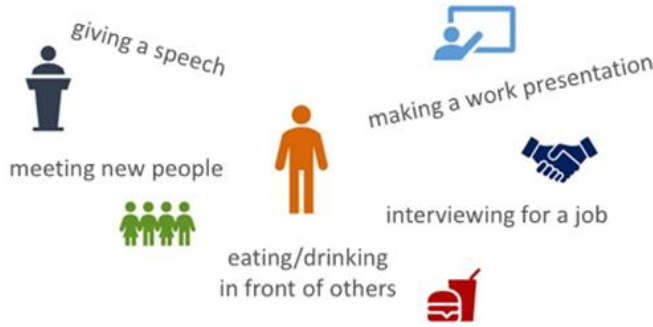 giving a speech
making a work presentation
meeting new people
interviewing for a job
eating/drinking
in front of others